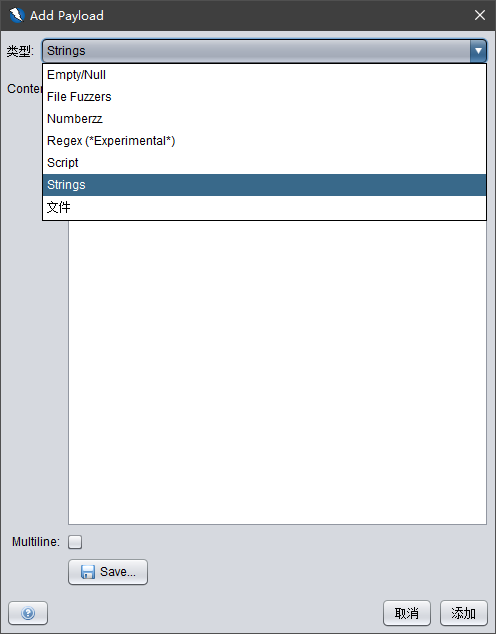 Add Payload
类型: Strings
Empty/Null
File Fuzzers
Numberzz
Regex (*Experimental*)
Script
Strings
文件
Multiline:
Save...
取消 添加